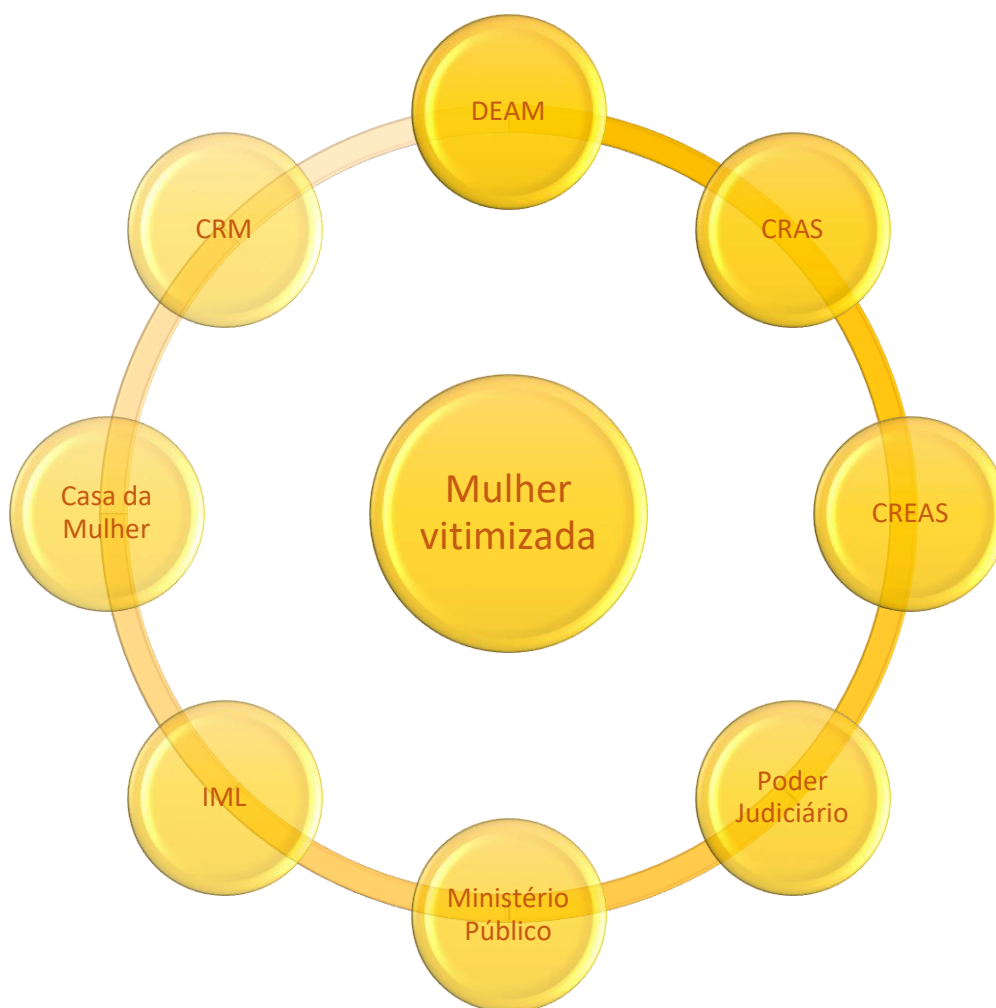 DEAM
CRAS
CREAS
Poder
Judiciário
Ministério
Público
IML
Casa da
Mulher
CRM
Mulher
vitimizada